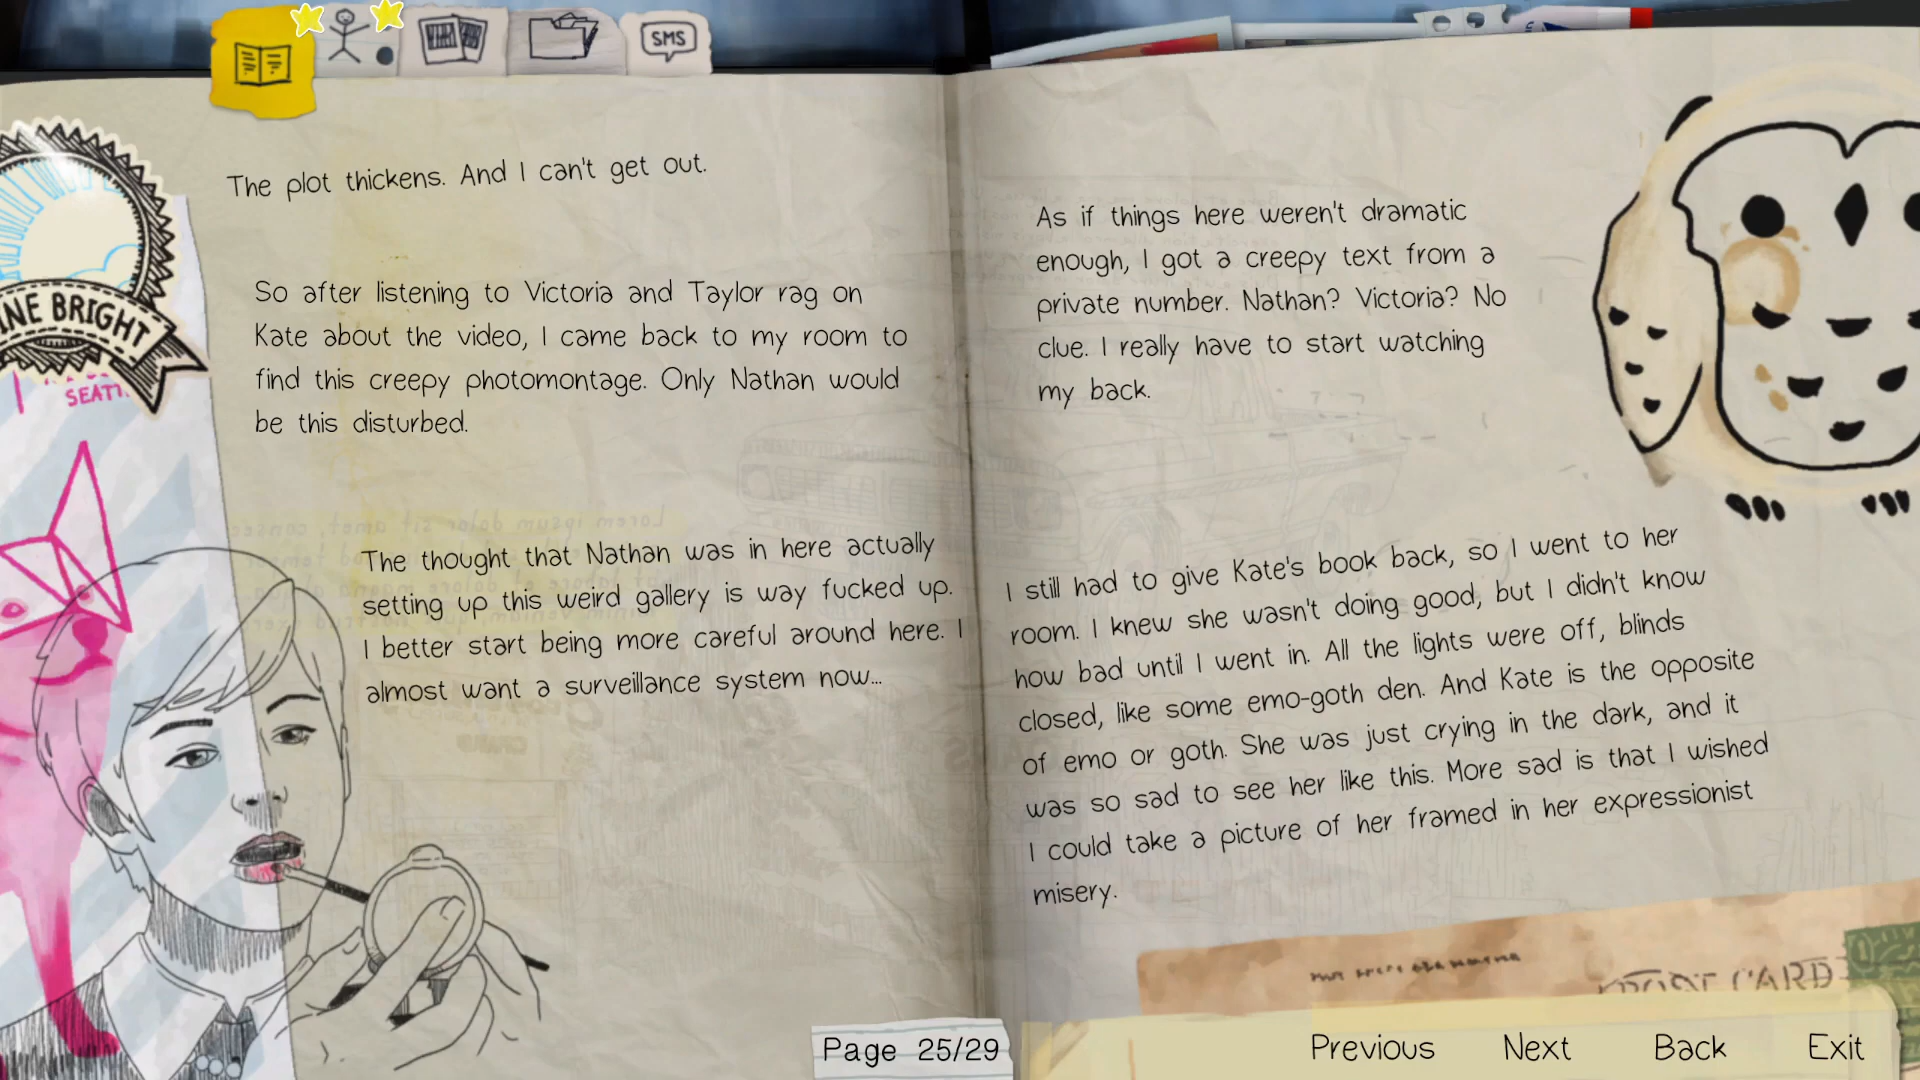 SMS
The plot thickens. And I can't get out.
So after listening to Victoria and Taylor rag on
Kate about the video, I came back to my room to
find this creepy photomontage. Only Nathan would
be this disturbed.
The thought that Nathan was in here actually
setting up this weird gallery is way fucked up.
I better start being more careful around here. I
almost want a surveillance system now...
INE BRIGHT
SEATT
As if things here weren't dramatic
enough, I got a creepy text from a
private number. Nathan? Victoria? No
clue. I really have to start watching
my back.
I still had to give Kate's book back, so I went to her
room. I knew she wasn't doing good, but I didn't know
how bad until I went in. All the lights were off, blinds
closed, like some emo-goth den. And Kate is the opposite
of emo or goth. She was just crying in the dark, and it
was so sad to see her like this. More sad is that I wished
I could take a picture of her framed in her expressionist
misery.
POST CARD
Page 25/29
Previous Next Back Exit